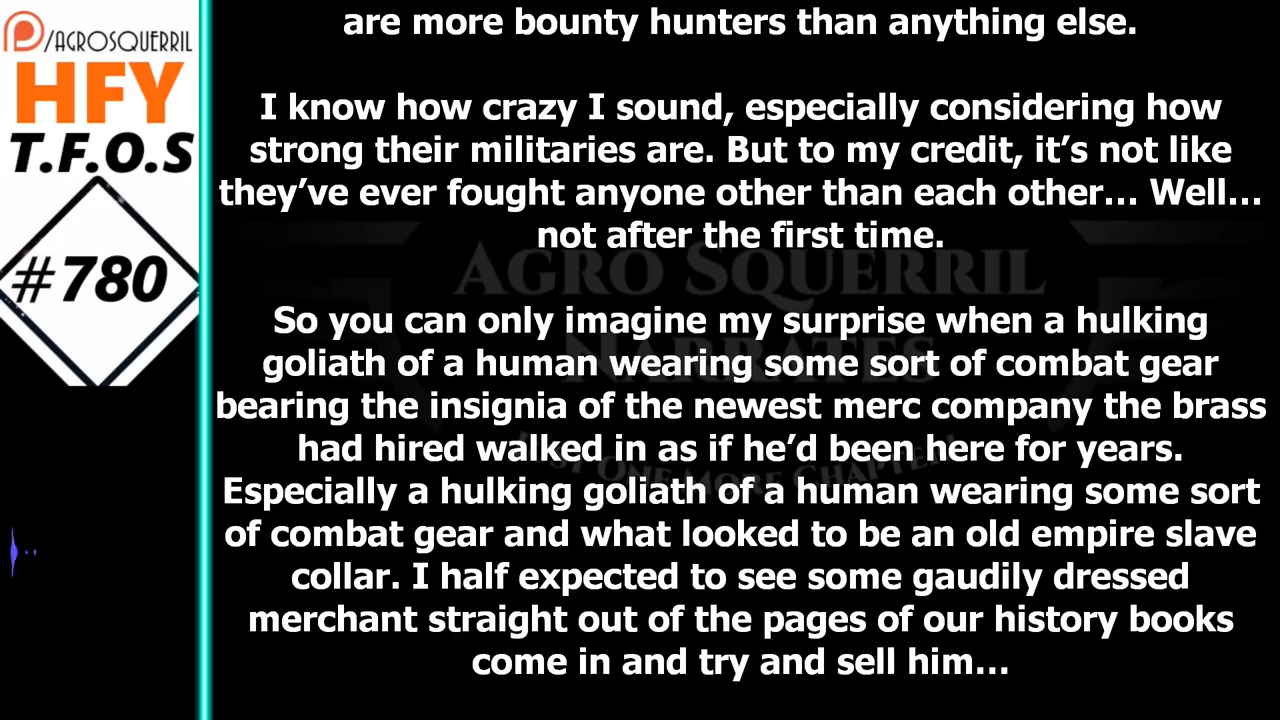 /AGROSQUERRIL
HFY
T.F.O.S
#780
are more bounty hunters than anything else.
I know how crazy I sound, especially considering how
strong their militaries are. But to my credit, it’s not like
they’ve ever fought anyone other than each other… Well…
not after the first time.
So you can only imagine my surprise when a hulking
goliath of a human wearing some sort of combat gear
bearing the insignia of the newest merc company the brass
had hired walked in as if he’d been here for years.
Especially a hulking goliath of a human wearing some sort
of combat gear and what looked to be an old empire slave
collar. I half expected to see some gaudily dressed
merchant straight out of the pages of our history books
come in and try and sell him…
AGRO SQUERRIL
NARRATES
JUST ONE MORE CHAPTER